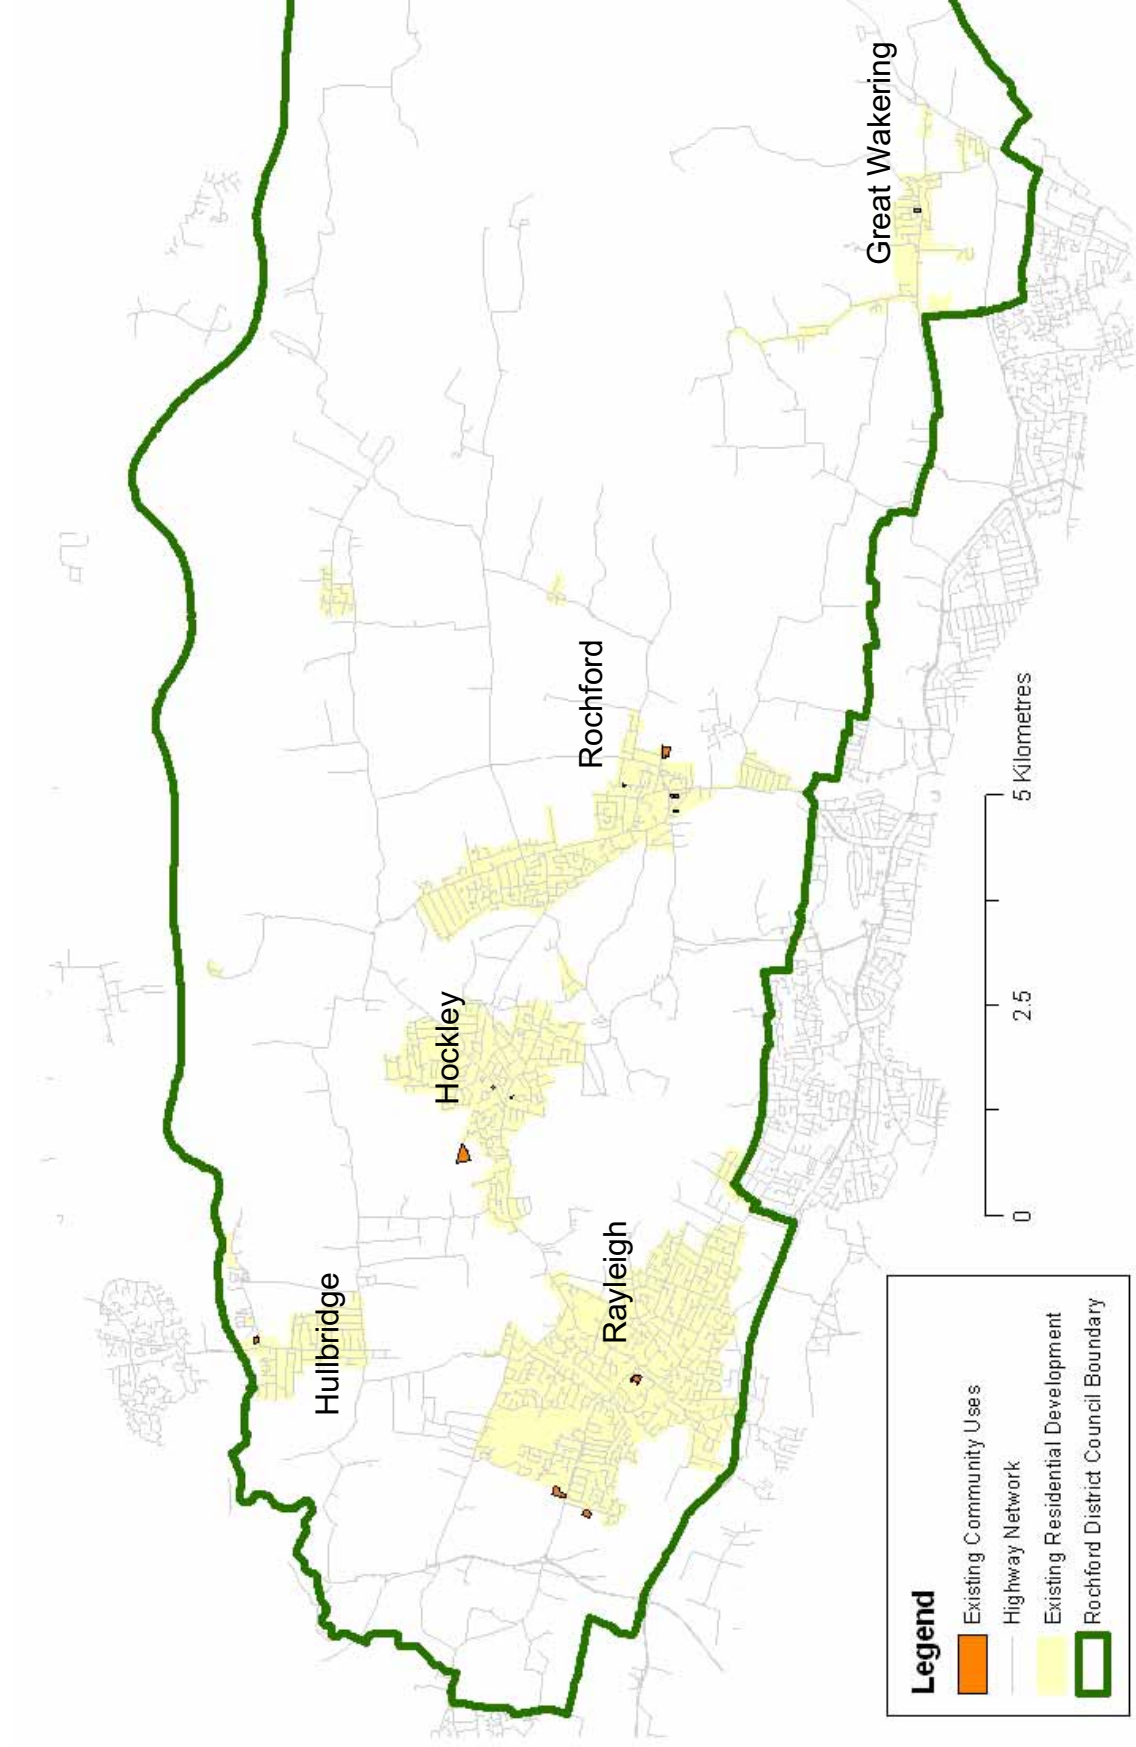 Great Wakering
Rochford
Hockley
Rayleigh
Hullbridge
0
2.5
5 Kilometres
Legend
Existing Community Uses
Highway Network
Existing Residential Development
Rochford District Council Boundary